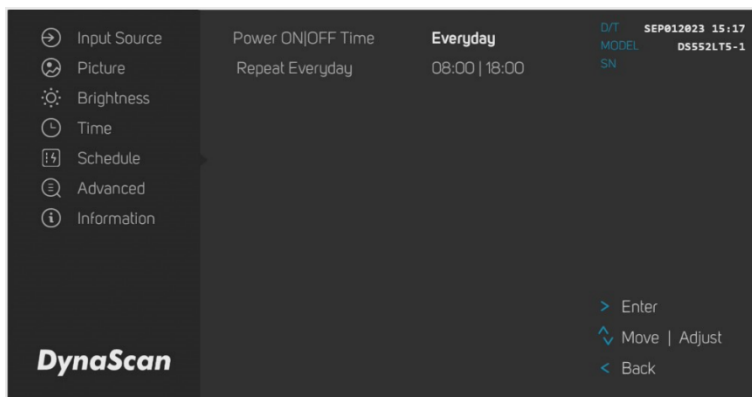 Input Source
Picture
Brightness
Time
Schedule
Advanced
Information
DynaScan
Power ON|OFF Time Everyday
Repeat Everyday 08:00 | 18:00
D/T SEP012023 15:17
MODEL DS552LT5-1
SN
> Enter
Move | Adjust
< Back